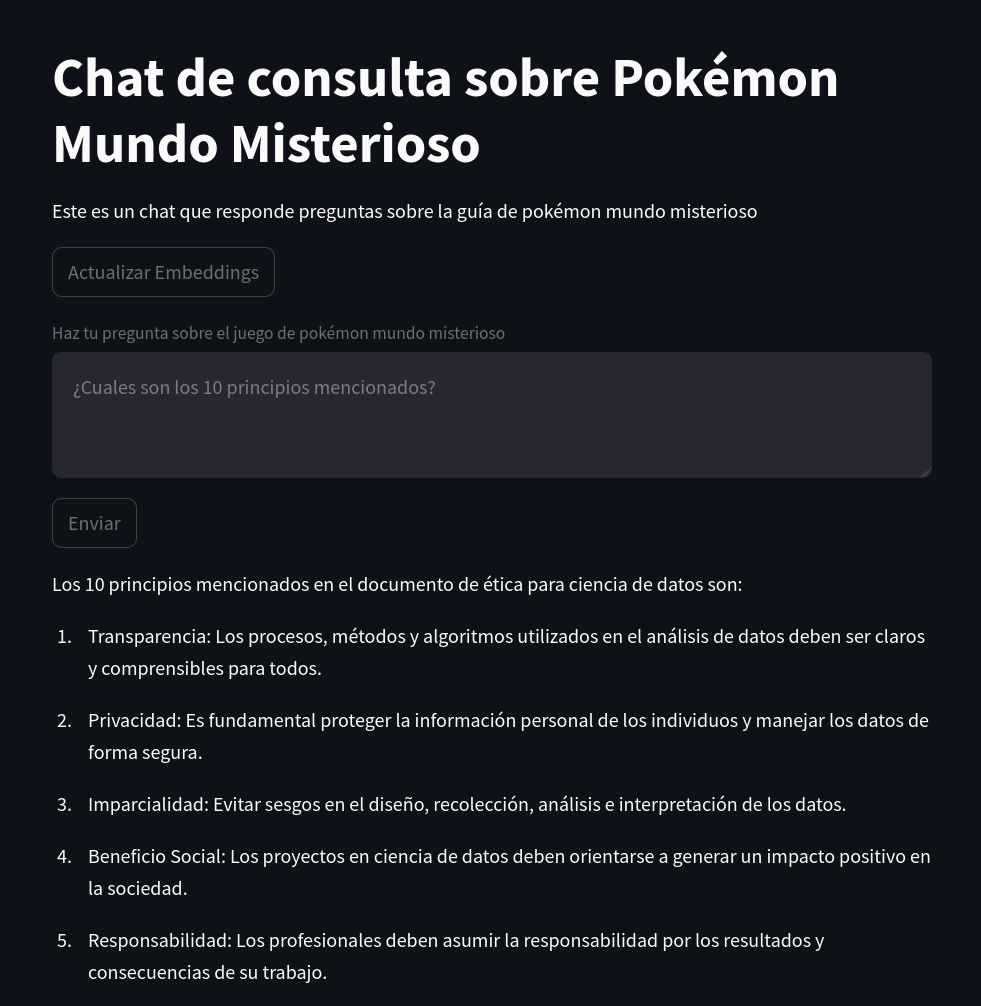 Chat de consulta sobre Pokémon
Mundo Misterioso
Este es un chat que responde preguntas sobre la guía de pokémon mundo misterioso
Actualizar Embeddings
Haz tu pregunta sobre el juego de pokémon mundo misterioso
¿Cuales son los 10 principios mencionados?
Enviar
Los 10 principios mencionados en el documento de ética para ciencia de datos son:
1. Transparencia: Los procesos, métodos y algoritmos utilizados en el análisis de datos deben ser claros
y comprensibles para todos.
2. Privacidad: Es fundamental proteger la información personal de los individuos y manejar los datos de
forma segura.
3. Imparcialidad: Evitar sesgos en el diseño, recolección, análisis e interpretación de los datos.
4. Beneficio Social: Los proyectos en ciencia de datos deben orientarse a generar un impacto positivo en
la sociedad.
5. Responsabilidad: Los profesionales deben asumir la responsabilidad por los resultados y
consecuencias de su trabajo.